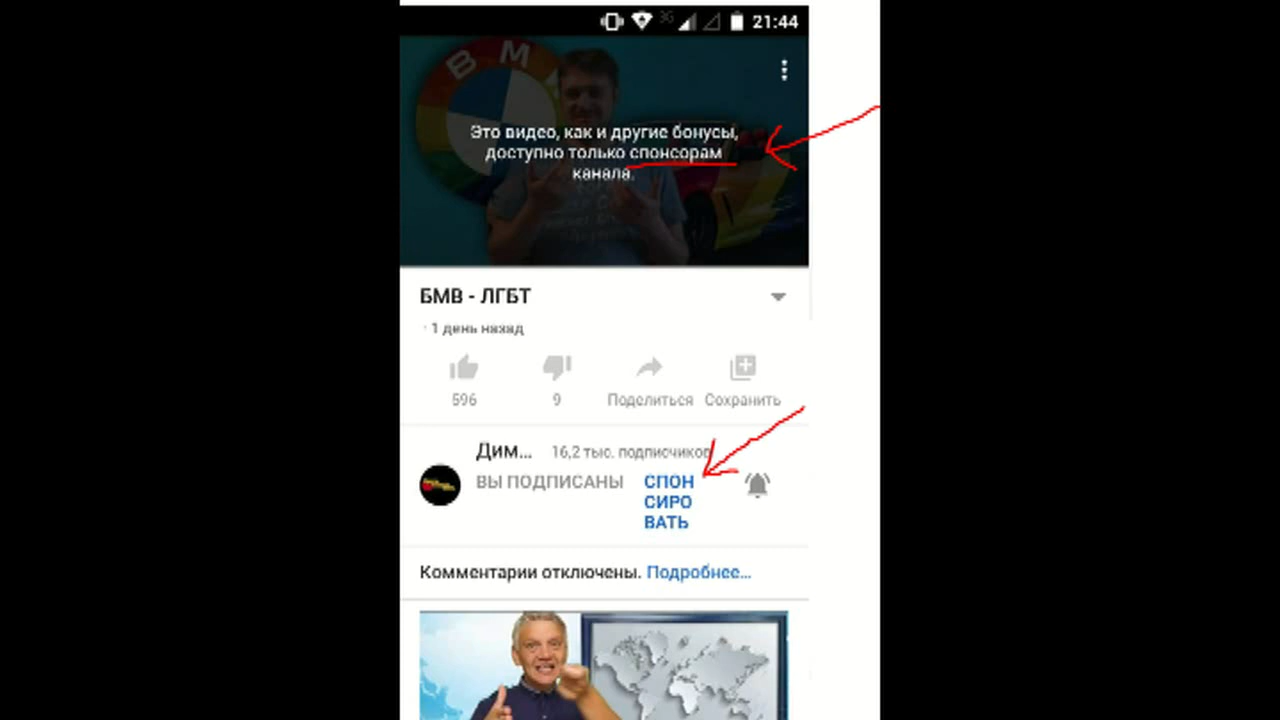 3G 21:44
В М
Это видео, как и другие бонусы,
доступно только спонсорам
канала.
БМВ - ЛГБТ
1 день назад
596 9 Поделиться Сохранить
Дим... 16,2 тыс. подписчиков
ВЫ ПОДПИСАНЫ
СПОН
СИРО
ВАТЬ
Комментарии отключены. Подробнее...